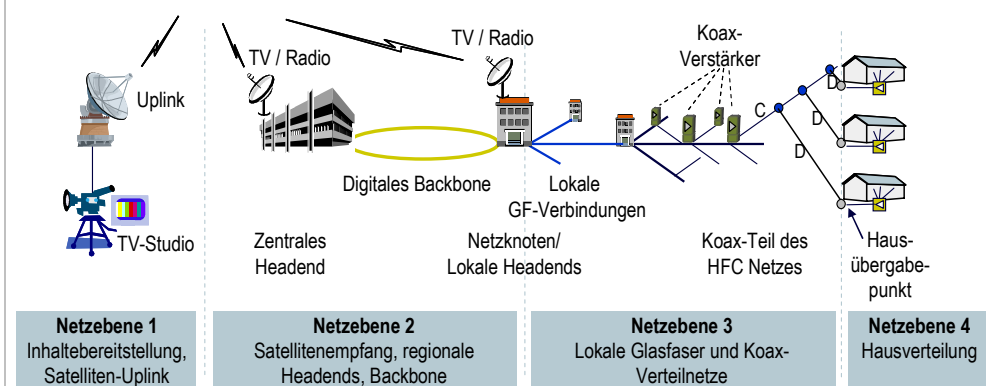 TV / Radio
TV / Radio
Koax-
Verstärker
Uplink
D
C
D
D
Digitales Backbone
Lokale
GF-Verbindungen
TV-Studio
Zentrales
Headend
Netzknoten/
Lokale Headends
Koax-Teil des
HFC Netzes
Haus-
übergabe-
punkt
Netzebene 1
Inhaltebereitstellung,
Satelliten-Uplink
Netzebene 2
Satellitenempfang, regionale
Headends, Backbone
Netzebene 3
Lokale Glasfaser und Koax-
Verteilnetze
Netzebene 4
Hausverteilung